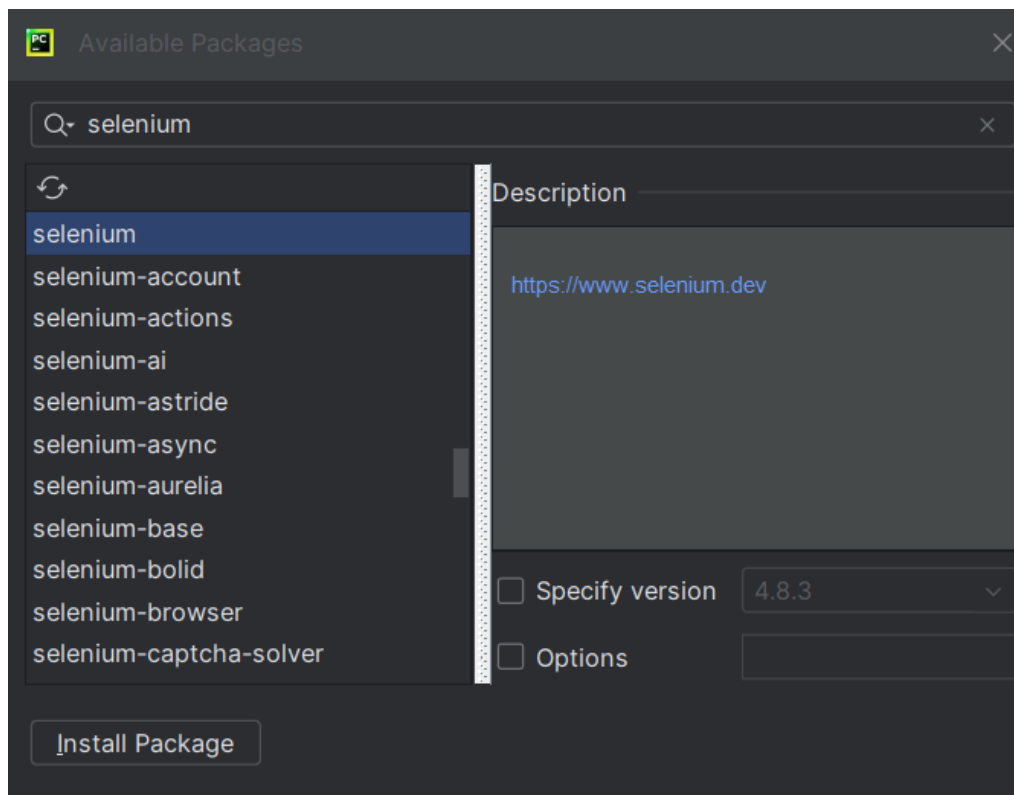 PC
Available Packages
selenium
Description
selenium
selenium-account
https://www.selenium.dev
selenium-actions
selenium-ai
selenium-astride
selenium-async
selenium-aurelia
selenium-base
selenium-bolid
Specify version 4.8.3
selenium-browser
selenium-captcha-solver
Options
Install Package